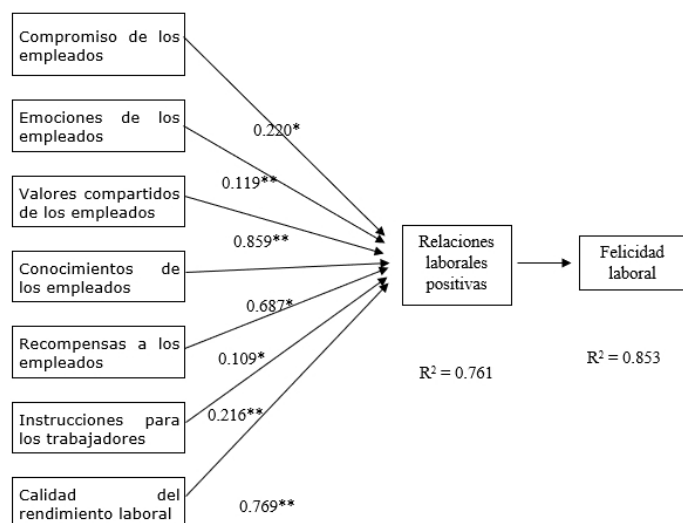 Compromiso de los
empleados
Emociones de los
empleados
0.220*
0.119**
Valores compartidos
de los empleados
0.859**
Conocimientos de
los empleados
0.687*
Recompensas a los
empleados
0.109*
Instrucciones para
los trabajadores
0.216**
Calidad del
rendimiento laboral
0.769**
Relaciones
laborales
positivas
R² = 0.761
Felicidad
laboral
R² = 0.853